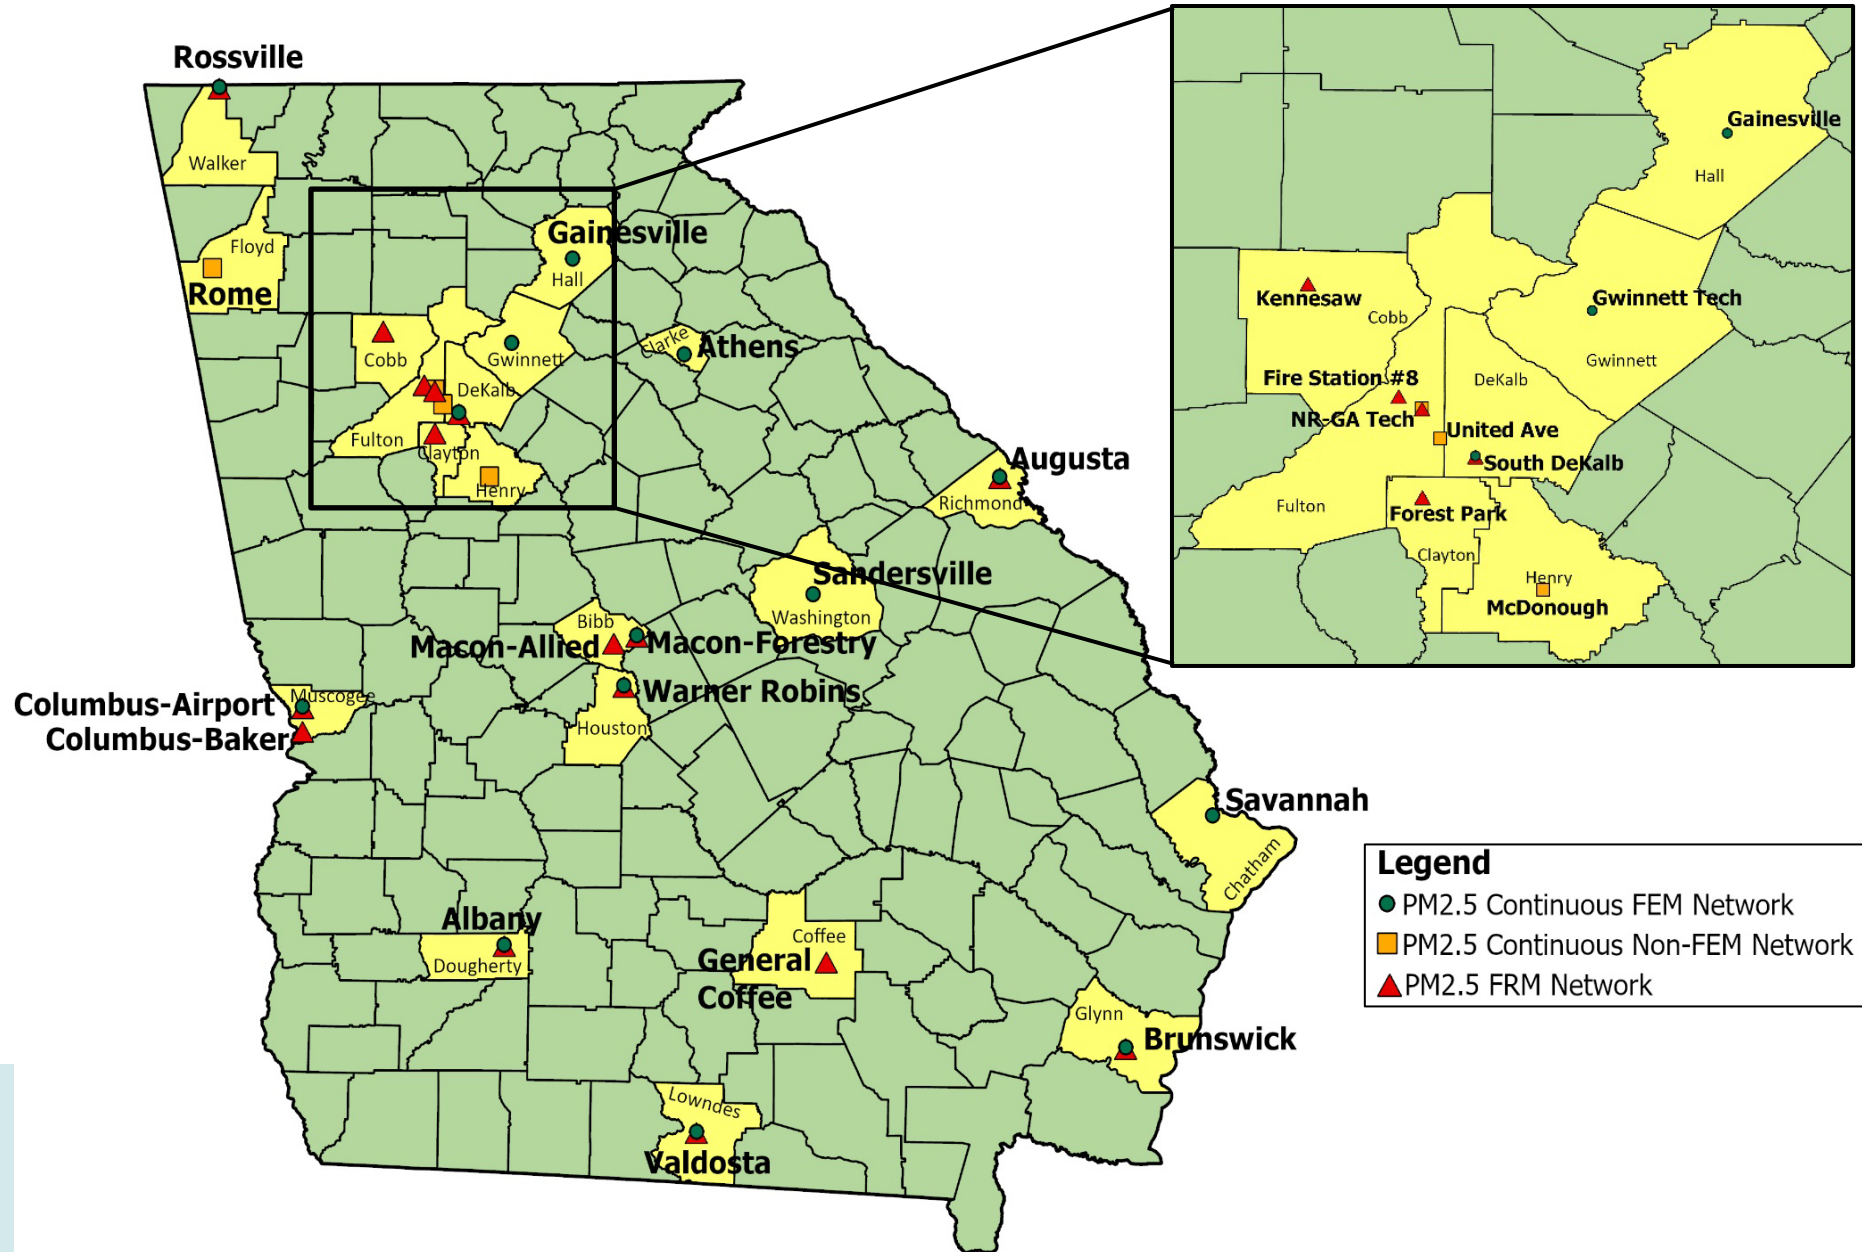 Rossville
Walker
Floyd
Rome
Gainesville
Hall
Cobb
Gwinnett
DeKalb
Fulton
Clayton
Henry
Clarke
Athens
Augusta
Richmond
Sandersville
Washington
Bibb
Macon-Allied
Macon-Forestry
Warner Robins
Houston
Muscogee
Columbus-Airport
Columbus-Baker
Savannah
Chatham
Albany
Dougherty
Coffee
General
Coffee
Glynn
Brunswick
Lowndes
Valdosta
Gainesville
Hall
Kennesaw
Cobb
Gwinnett Tech
Gwinnett
Fire Station #8
DeKalb
NR-GA Tech
United Ave
South DeKalb
Fulton
Forest Park
Clayton
Henry
McDonough
Legend
PM2.5 Continuous FEM Network
PM2.5 Continuous Non-FEM Network
PM2.5 FRM Network